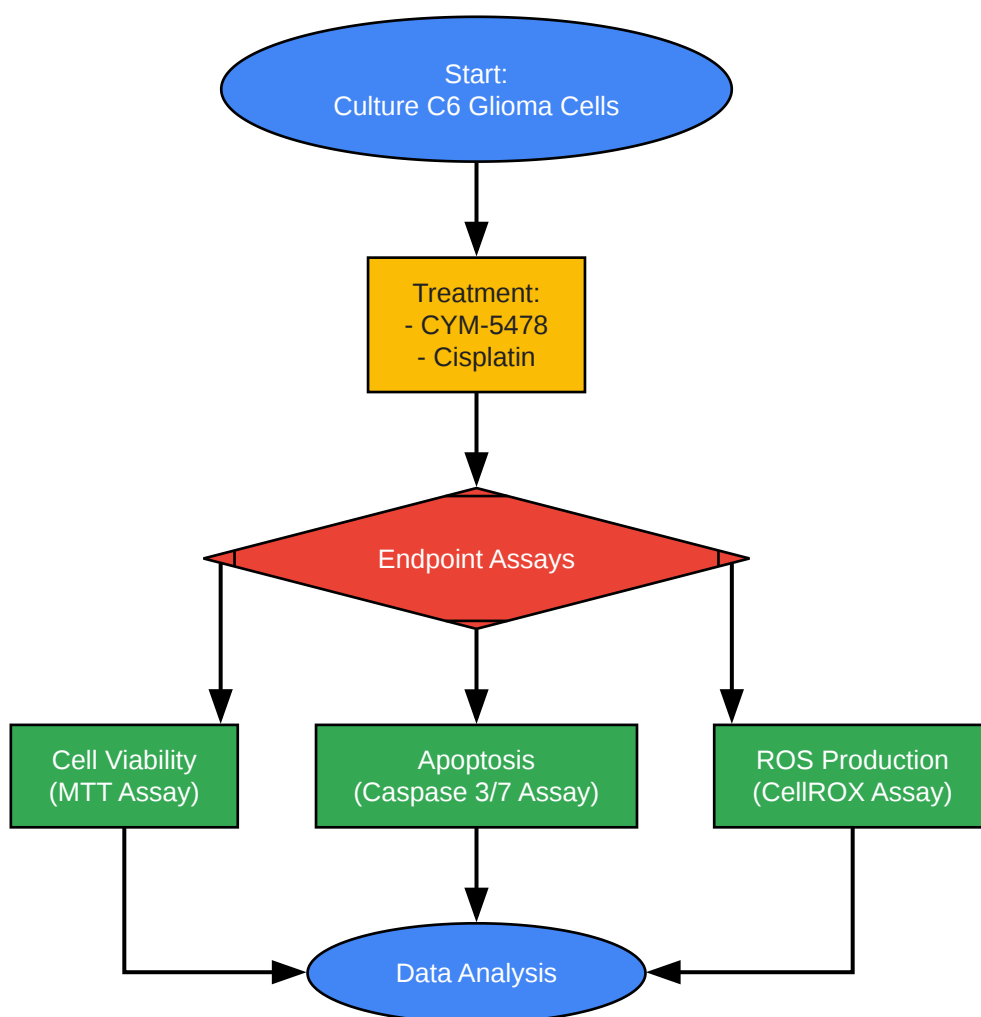 Start:
Culture C6 Glioma Cells
Treatment:
- CYM-5478
- Cisplatin
Endpoint Assays
Cell Viability
(MTT Assay)
Apoptosis
(Caspase 3/7 Assay)
ROS Production
(CellROX Assay)
Data Analysis